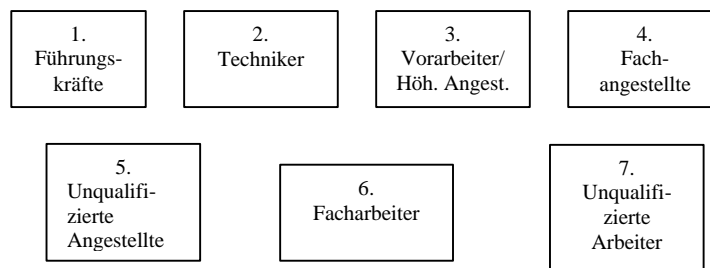 1.
Führungs-
kräfte
2.
Techniker
3.
Vorarbeiter/
Höh. Angest.
4.
Fach-
angestellte
5.
Unqualifi-
zierte
Angestellte
6.
Facharbeiter
7.
Unqualifi-
zierte
Arbeiter